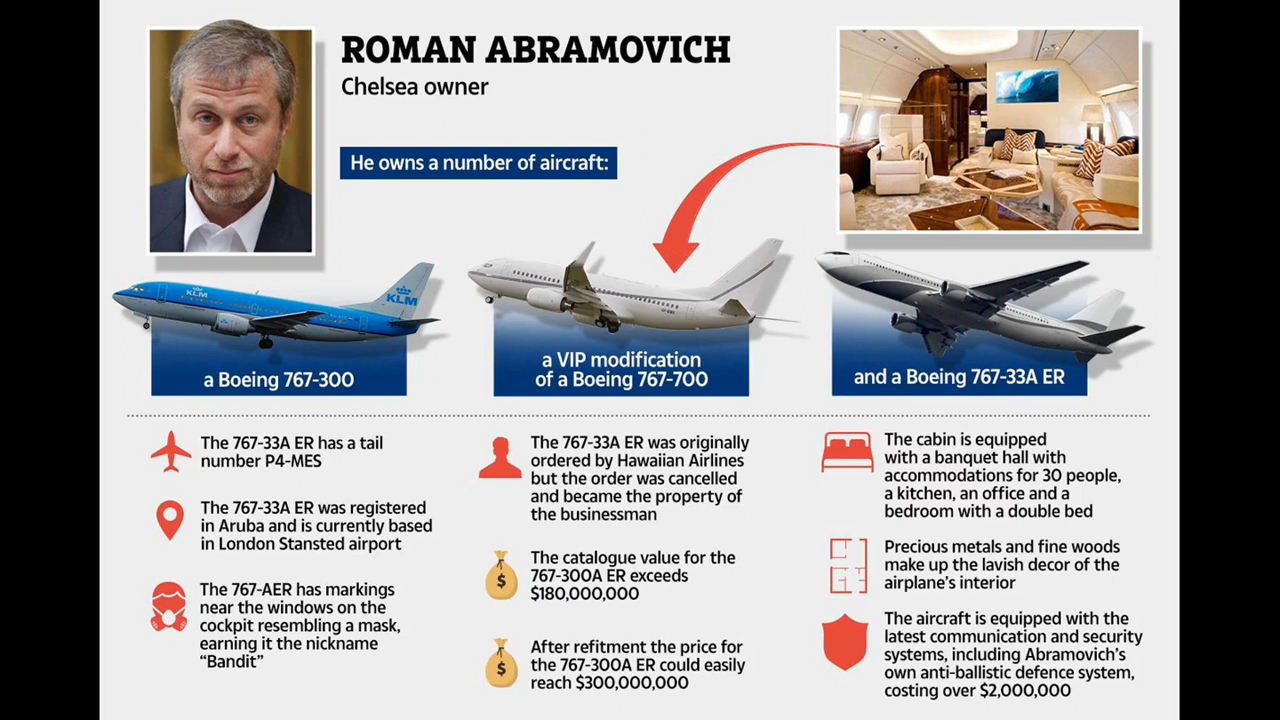 ROMAN ABRAMOVICH
Chelsea owner
He owns a number of aircraft:
KLM
KLM
a Boeing 767-300
a VIP modification
of a Boeing 767-700
and a Boeing 767-33A ER
The 767-33A ER has a tail
number P4-MES
The 767-33A ER was registered
in Aruba and is currently based
in London Stansted airport
The 767-AER has markings
near the windows on the
cockpit resembling a mask,
earning it the nickname
“Bandit”
The 767-33A ER was originally
ordered by Hawaiian Airlines
but the order was cancelled
and became the property of
the businessman
$
The catalogue value for the
767-300A ER exceeds
$180,000,000
$
After refitment the price for
the 767-300A ER could easily
reach $300,000,000
The cabin is equipped
with a banquet hall with
accommodations for 30 people,
a kitchen, an office and a
bedroom with a double bed
Precious metals and fine woods
make up the lavish decor of the
airplane’s interior
The aircraft is equipped with the
latest communication and security
systems, including Abramovich’s
own anti-ballistic defence system,
costing over $2,000,000